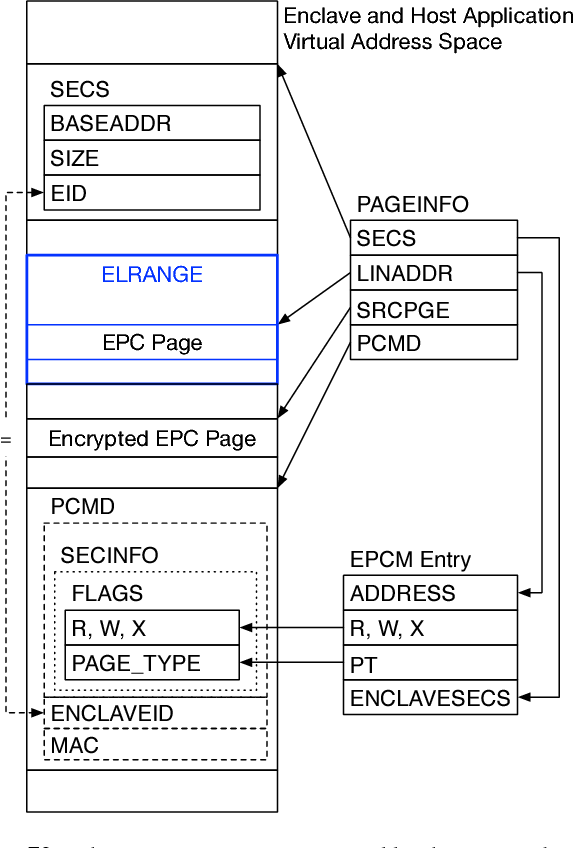 Enclave and Host Application
Virtual Address Space
SECS
BASEADDR
SIZE
EID
ELRANGE
EPC Page
Encrypted EPC Page
=
PCMD
SECINFO
FLAGS
R, W, X
PAGE_TYPE
ENCLAVEID
MAC
PAGEINFO
SECS
LINADDR
SRCPGE
PCMD
EPCM Entry
ADDRESS
R, W, X
PT
ENCLAVESECS